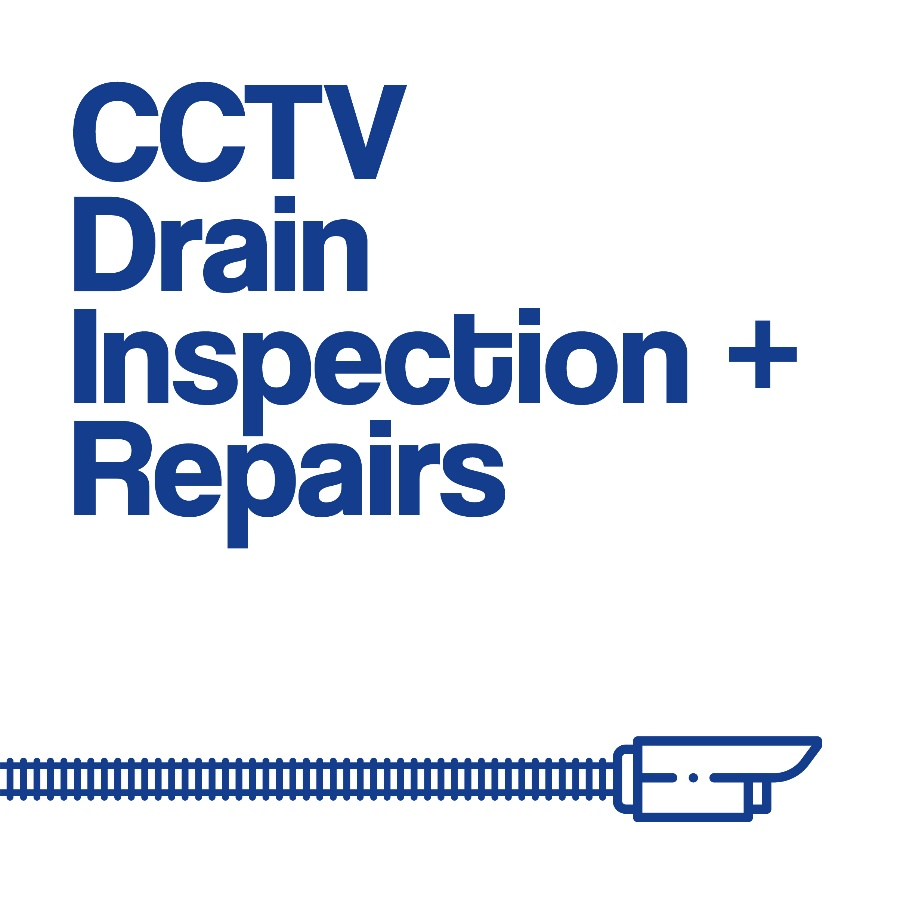 CCTV
Drain
Inspection +
Repairs